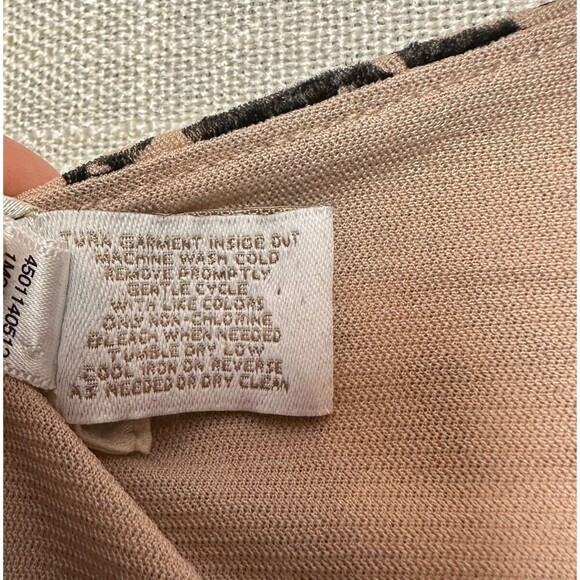 TURN GARMENT INSIDE OUT
MACHINE WASH COLD
REMOVE PROMPTLY
GENTLE CYCLE
WITH LIKE COLORS
ONLY NON-CHLORINE
BLEACH WHEN NEEDED
TUMBLE DRY LOW
COOL IRON ON REVERSE
AS NEEDED OR DRY CLEAN